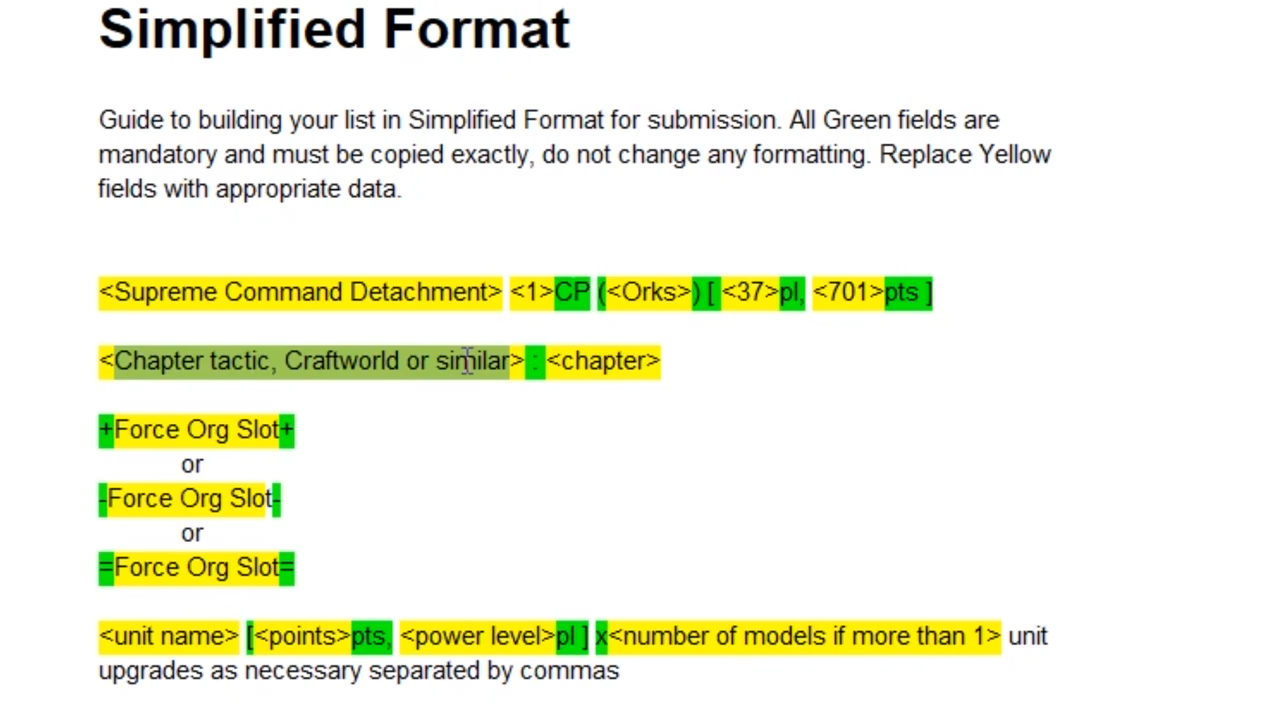 Simplified Format
Guide to building your list in Simplified Format for submission. All Green fields are
mandatory and must be copied exactly, do not change any formatting. Replace Yellow
fields with appropriate data.
<Supreme Command Detachment> <1>CP (<Orks>) [ <37>pl, <701>pts ]
<Chapter tactic, Craftworld or similar> : <chapter>
+Force Org Slot+
or
-Force Org Slot-
or
=Force Org Slot=
<unit name> [<points>pts, <power level>pl ] x<number of models if more than 1> unit
upgrades as necessary separated by commas